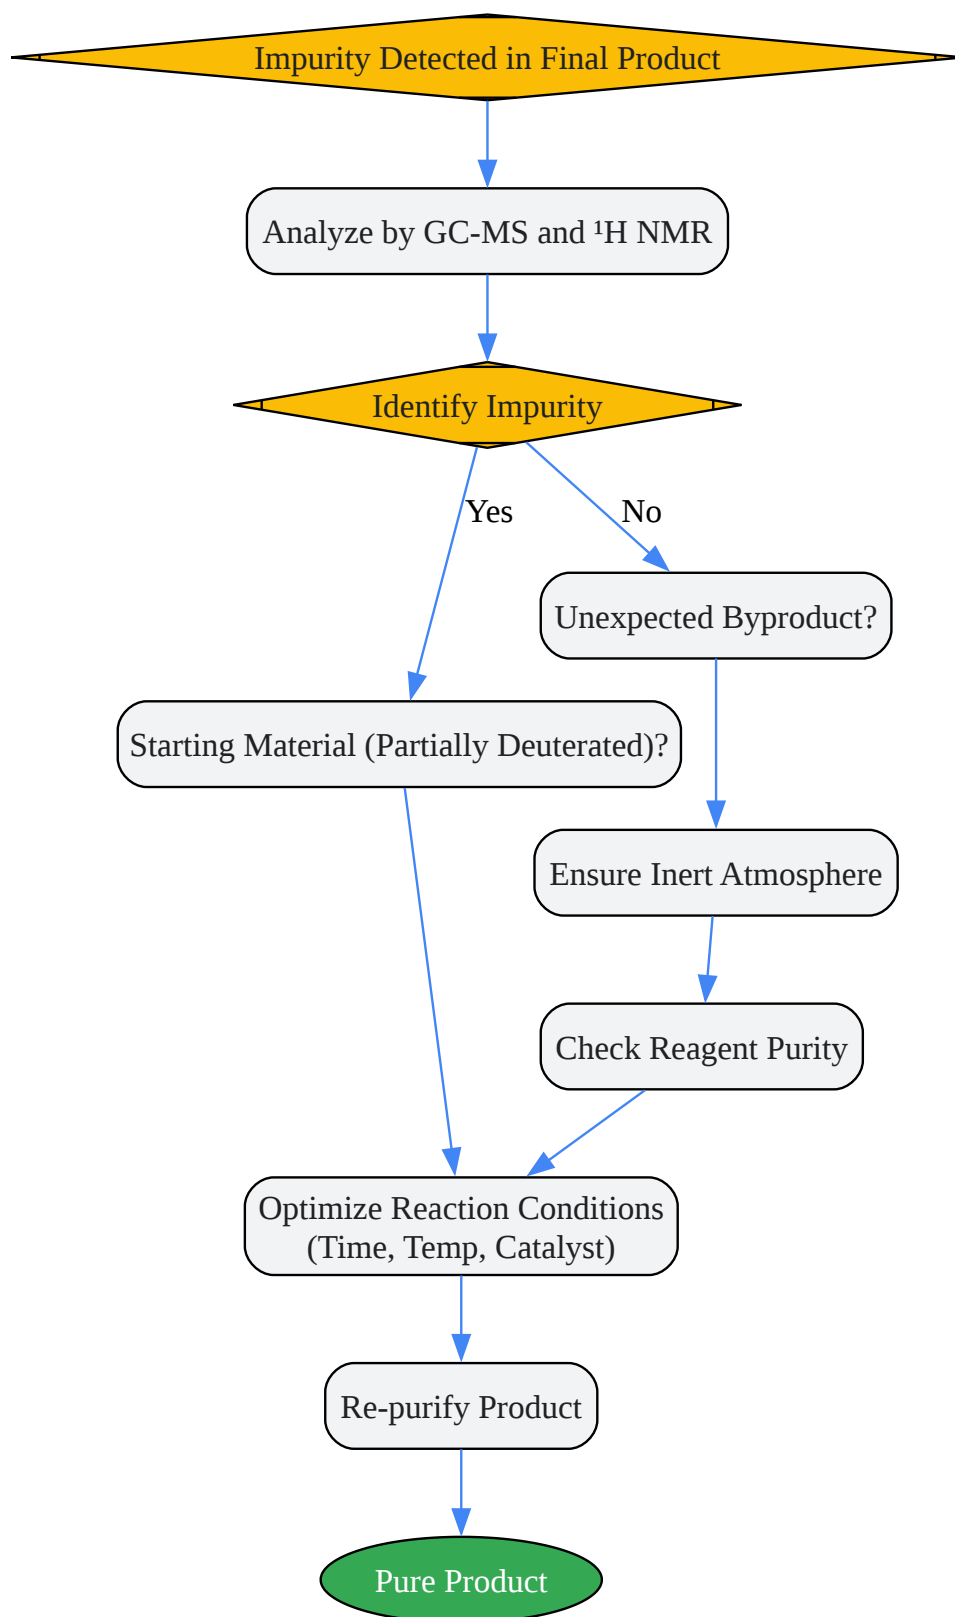 Impurity Detected in Final Product
Analyze by GC-MS and ¹H NMR
Identify Impurity
Yes
No
Unexpected Byproduct?
Starting Material (Partially Deuterated)?
Ensure Inert Atmosphere
Check Reagent Purity
Optimize Reaction Conditions
(Time, Temp, Catalyst)
Re-purify Product
Pure Product